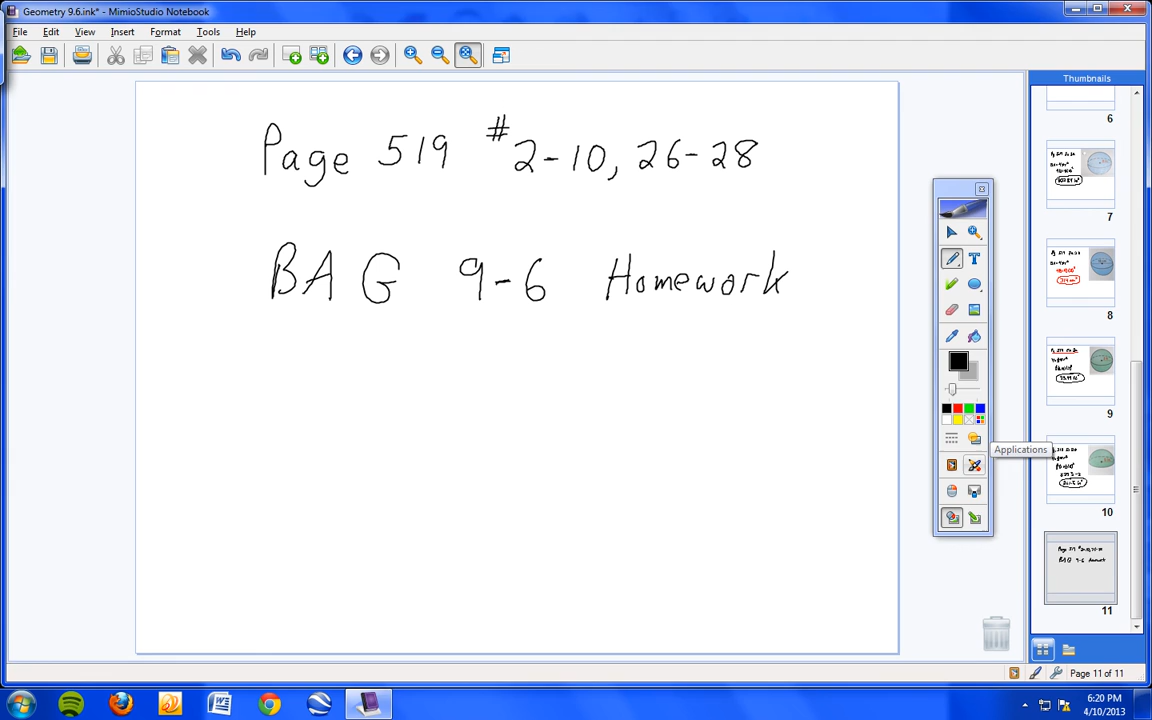 Geometry 9.6.ink* - MimioStudio Notebook
File Edit View Insert Format Tools Help
Thumbnails
Page 519 # 2-10, 26-28
BAG 9-6 Homework
6
7
8
9
10
11
Applications
Page 11 of 11
6:20 PM
4/10/2013